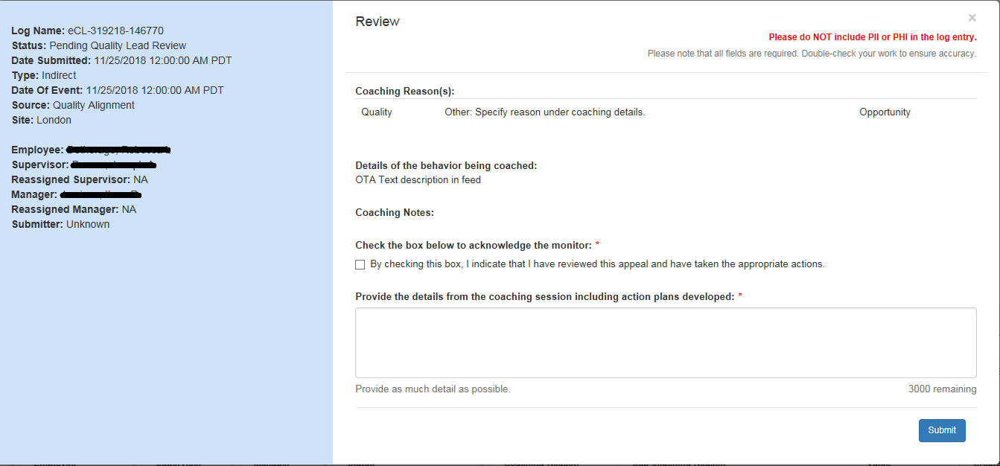 Log Name: eCL-319218-146770
Status: Pending Quality Lead Review
Date Submitted: 11/25/2018 12:00:00 AM PDT
Type: Indirect
Date Of Event: 11/25/2018 12:00:00 AM PDT
Source: Quality Alignment
Site: London
Employee:
Supervisor:
Reassigned Supervisor: NA
Manager:
Reassigned Manager: NA
Submitter: Unknown
Review ×
Please do NOT include PII or PHI in the log entry.
Please note that all fields are required. Double-check your work to ensure accuracy.
Coaching Reason(s):
Quality Other: Specify reason under coaching details. Opportunity
Details of the behavior being coached:
OTA Text description in feed
Coaching Notes:
Check the box below to acknowledge the monitor: *
By checking this box, I indicate that I have reviewed this appeal and have taken the appropriate actions.
Provide the details from the coaching session including action plans developed: *
Provide as much detail as possible. 3000 remaining
Submit